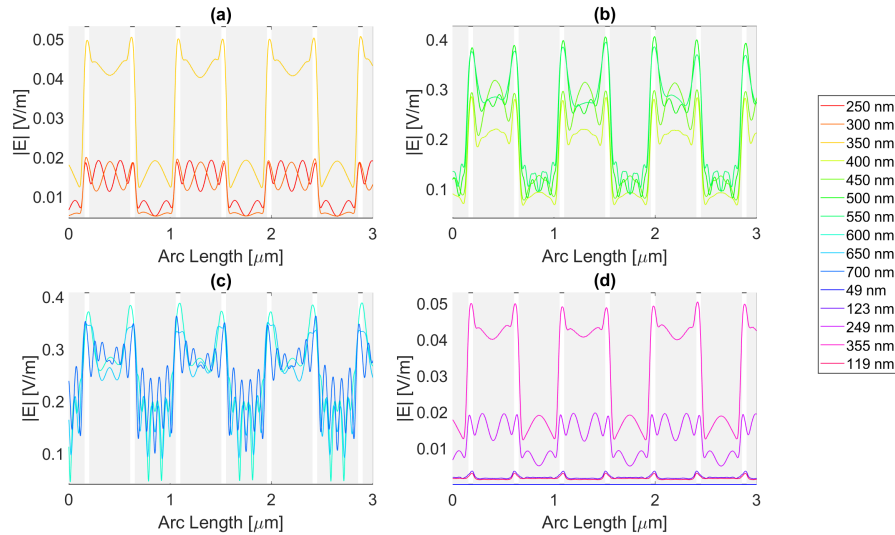 (a)
|E| [V/m]
0.05
0.04
0.03
0.02
0.01
0 1 2 3
Arc Length [μm]
(b)
|E| [V/m]
0.4
0.3
0.2
0.1
0 1 2 3
Arc Length [μm]
(c)
|E| [V/m]
0.4
0.3
0.2
0.1
0 1 2 3
Arc Length [μm]
(d)
|E| [V/m]
0.05
0.04
0.03
0.02
0.01
0 1 2 3
Arc Length [μm]
250 nm
300 nm
350 nm
400 nm
450 nm
500 nm
550 nm
600 nm
650 nm
700 nm
49 nm
123 nm
249 nm
355 nm
119 nm